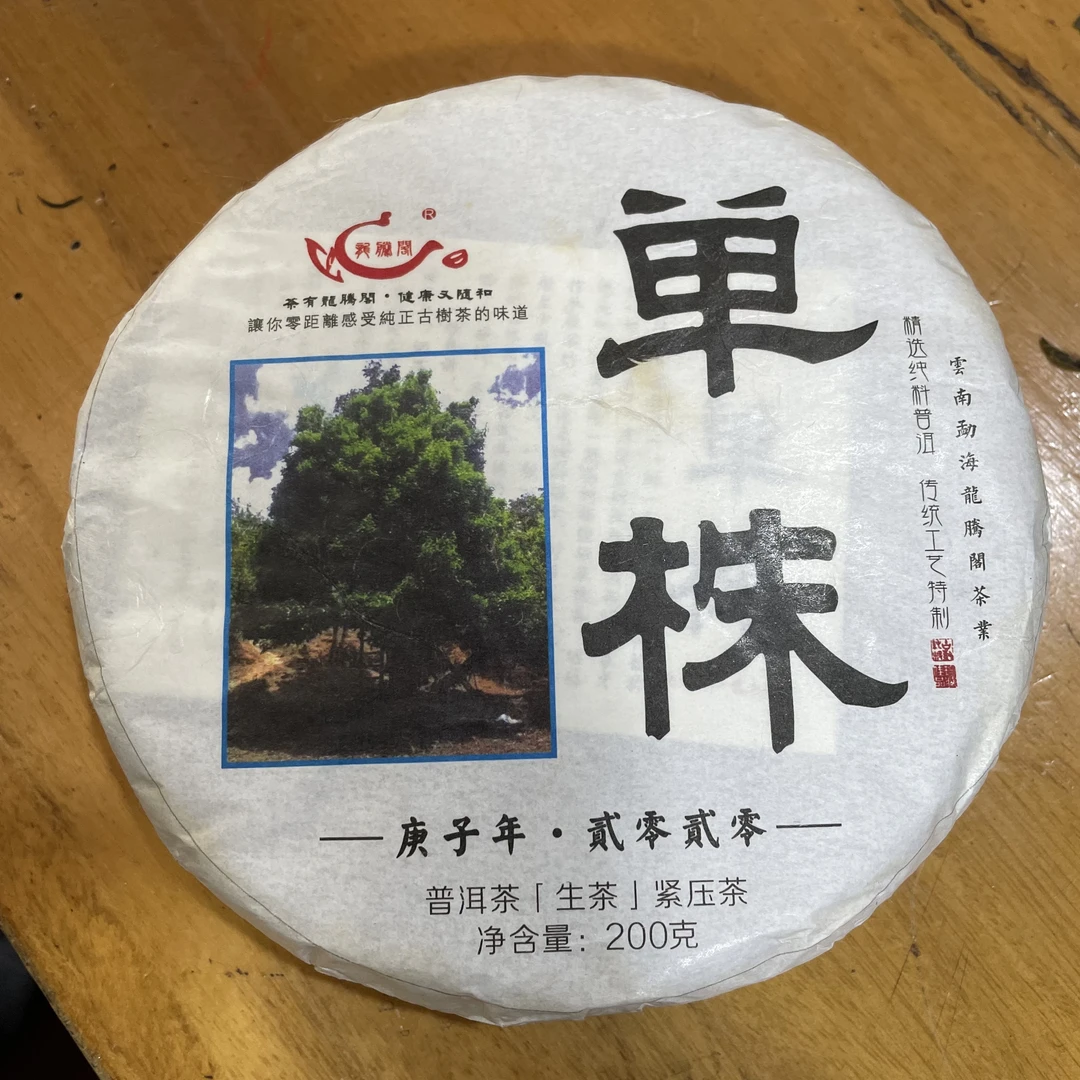 龍騰閣
®
茶有龍騰閣·健康又隨和
讓你零距離感受純正古樹茶的味道
单株
精选纯料普洱 传统工艺特制
雲南勐海龍騰閣茶業
庚子年·貳零貳零
普洱茶「生茶」紧压茶
净含量：200克